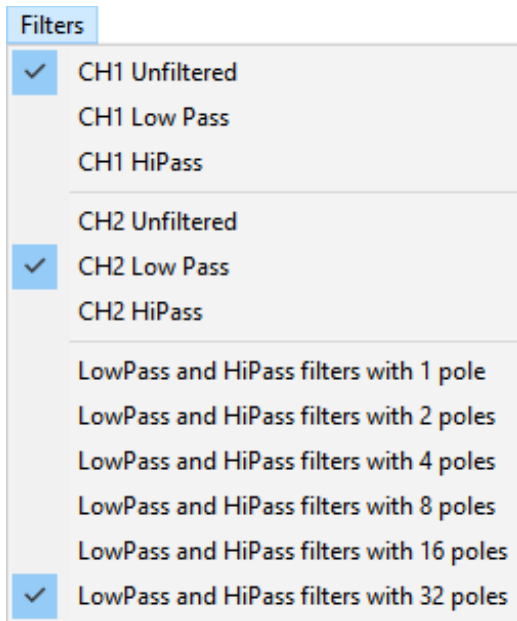 Filters
CH1 Unfiltered
CH1 Low Pass
CH1 HiPass
CH2 Unfiltered
CH2 Low Pass
CH2 HiPass
LowPass and HiPass filters with 1 pole
LowPass and HiPass filters with 2 poles
LowPass and HiPass filters with 4 poles
LowPass and HiPass filters with 8 poles
LowPass and HiPass filters with 16 poles
LowPass and HiPass filters with 32 poles